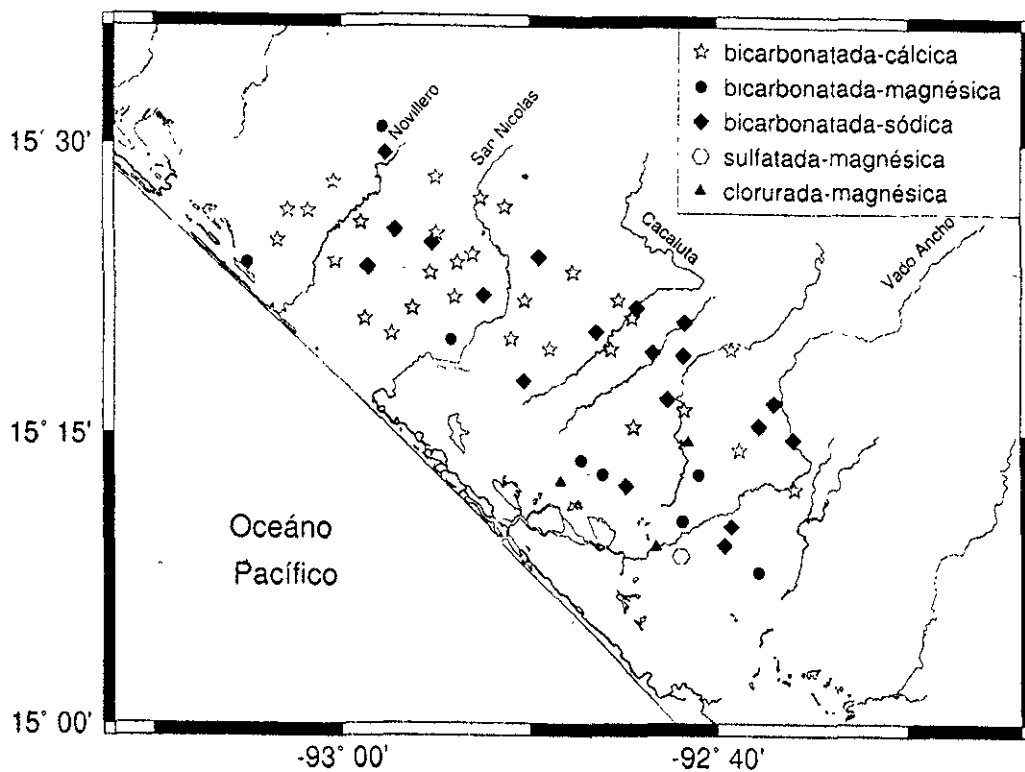 bicarbonatada-cálcica
bicarbonatada-magnésica
bicarbonatada-sódica
sulfatada-magnésica
clorurada-magnésica
Novillero
San Nicolas
Cacaluta
Vado Ancho
15° 30'
15° 15'
15° 00'
Oceáno
Pacífico
-93° 00'
-92° 40'